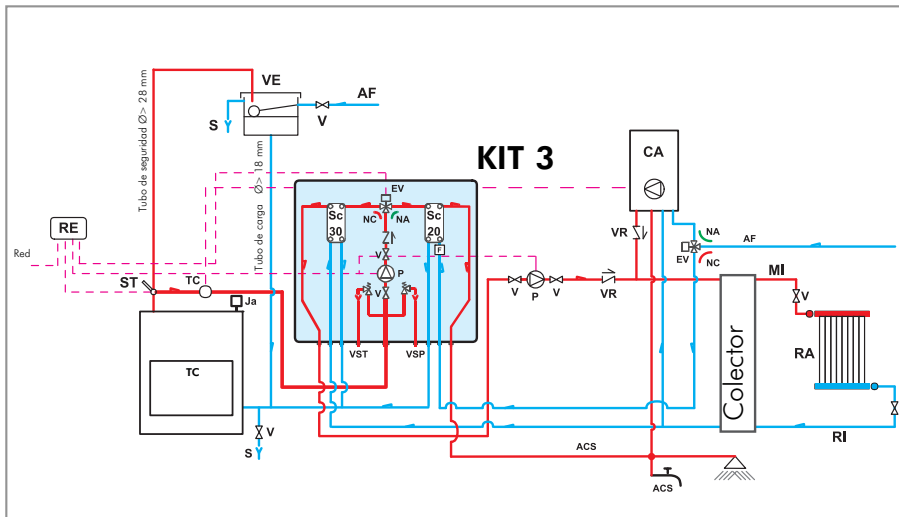 Tubo de seguridad Ø> 28 mm
VE
AF
S
V
Tubo de carga Ø> 18 mm
KIT 3
CA
EV
Sc
30
NC
NA
Sc
20
F
V
P
V
VST
VSP
RE
Red
ST
TC
Ja
TC
V
S
VR
NA
AF
EV
NC
V
P
V
VR
MI
V
Colector
RA
RI
ACS
ACS